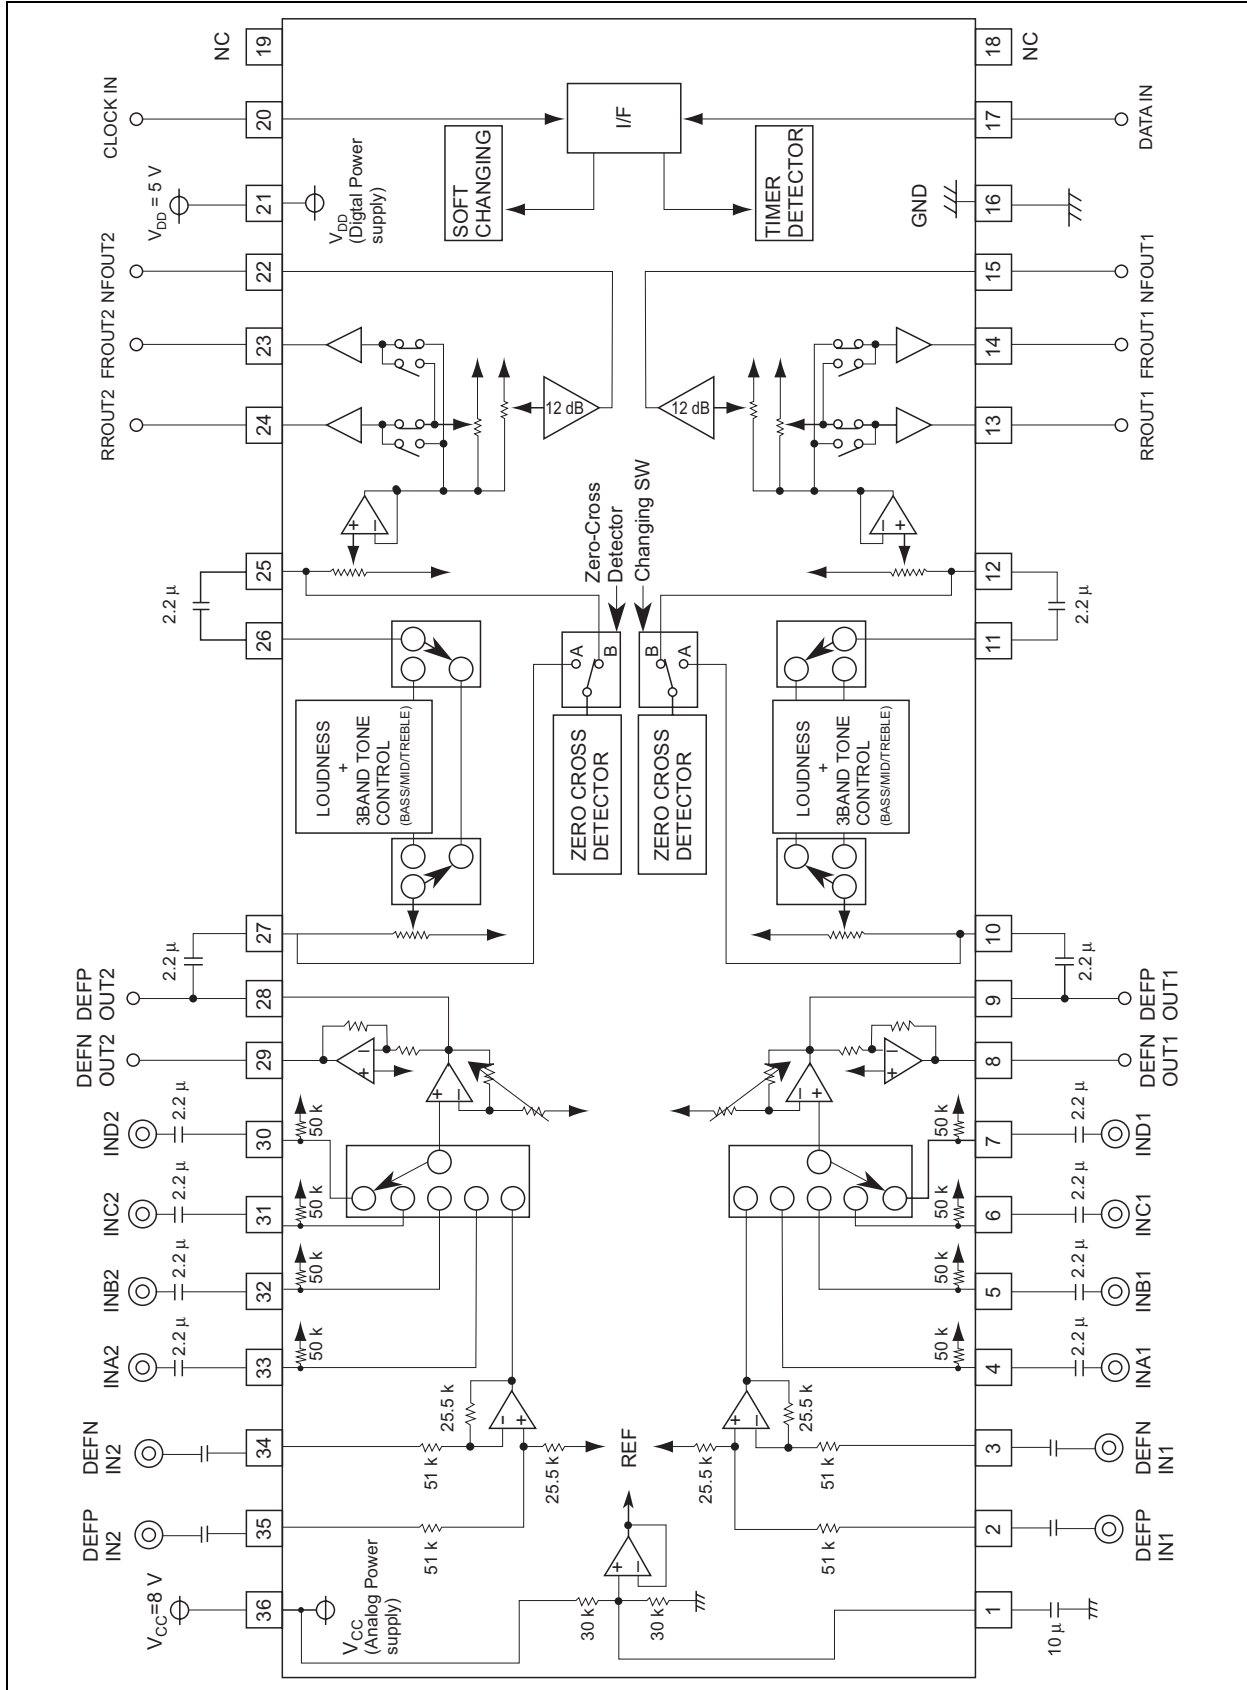 NC
19
18
NC
CLOCK IN
20
I/F
17
DATA IN
SOFT
CHANGING
TIMER
DETECTOR
VDD = 5 V
21
VDD
(Digtal Power
supply)
GND
16
NFOUT2
22
15
NFOUT1
FROUT2
23
14
FROUT1
RROUT2
24
12 dB
12 dB
13
RROUT1
+
−
−
+
Zero-Cross
Detector
Changing SW
25
12
2.2 µ
2.2 µ
26
11
A
B
B
A
LOUDNESS
+
3BAND TONE
CONTROL
(BASS/MID/TREBLE)
ZERO CROSS
DETECTOR
ZERO CROSS
DETECTOR
LOUDNESS
+
3BAND TONE
CONTROL
(BASS/MID/TREBLE)
27
10
2.2 µ
2.2 µ
DEFP
OUT2
28
9
DEFP
OUT1
DEFN
OUT2
29
+
−
+
−
−
+
+
−
8
DEFN
OUT1
IND2
2.2 µ
30
50 k
50 k
7
2.2 µ
IND1
INC2
2.2 µ
31
50 k
50 k
6
2.2 µ
INC1
INB2
2.2 µ
32
50 k
50 k
5
2.2 µ
INB1
INA2
2.2 µ
33
50 k
50 k
4
2.2 µ
INA1
25.5 k
−
+
+
−
25.5 k
DEFN
IN2
34
51 k
25.5 k
REF
25.5 k
51 k
3
DEFN
IN1
DEFP
IN2
35
51 k
51 k
2
DEFP
IN1
+
−
VCC=8 V
36
VCC
(Analog Power
supply)
30 k
30 k
1
10 µ